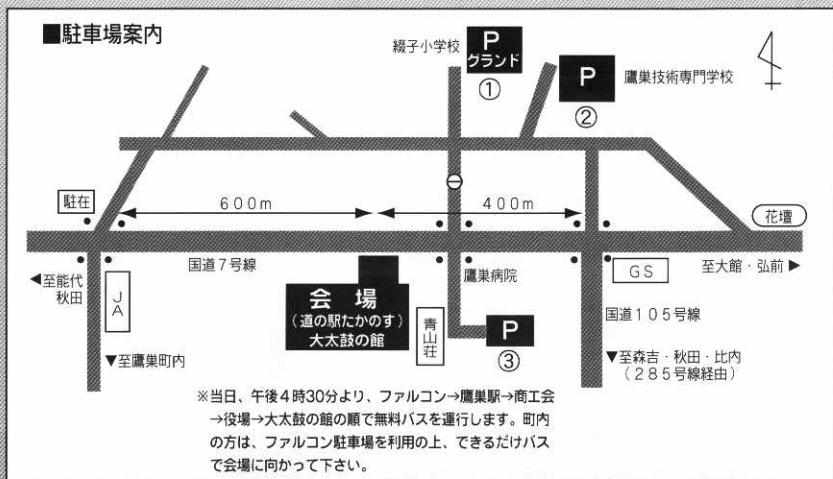 ■駐車場案内
綴子小学校
P
グランド
①
P
②
鷹巣技術専門学校
駐在
600m
400m
花壇
国道7号線
鷹巣病院
GS
至大館・弘前▶
◀至能代
秋田
JA
会場
(道の駅たかのす)
大太鼓の館
青山荘
P
③
国道105号線
▼至鷹巣町内
▼至森吉・秋田・比内
(285号線経由)
※当日、午後4時30分より、ファルコン→鷹巣駅→商工会
→役場→大太鼓の館の順で無料バスを運行します。町内
の方は、ファルコン駐車場を利用の上、できるだけバス
で会場に向かって下さい。